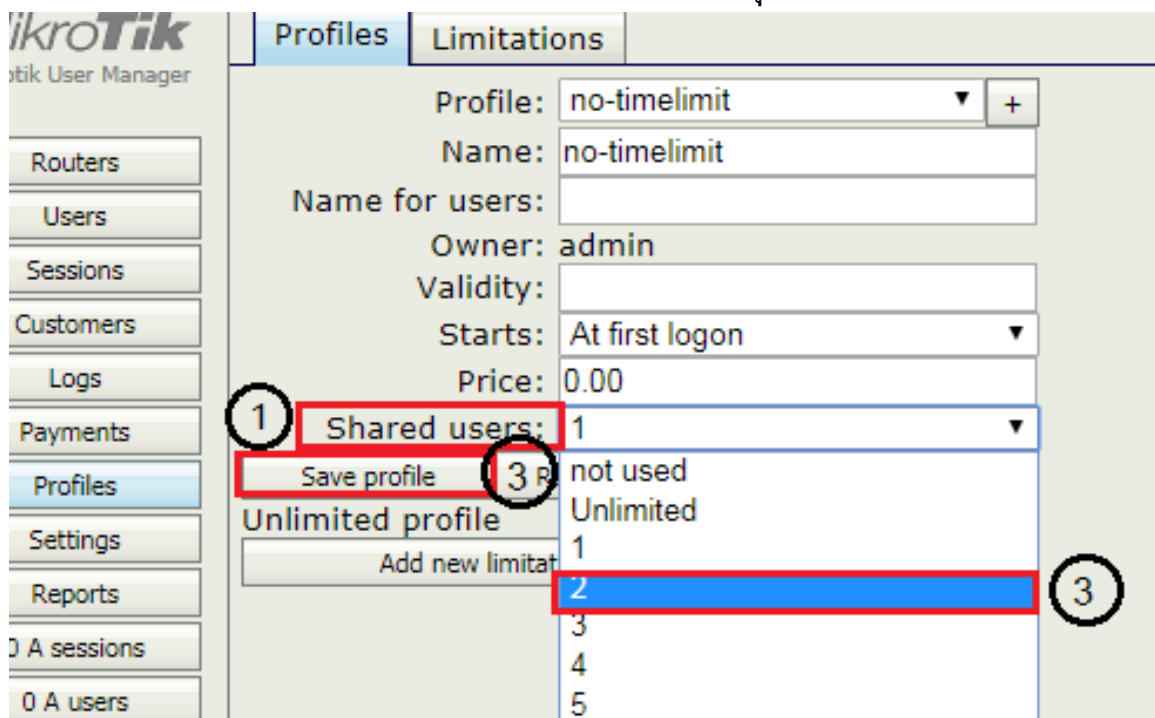 ikroTik
Profiles Limitations
otik User Manager
Profile: no-timelimit ▼ +
Name: no-timelimit
Name for users:
Owner: admin
Validity:
Starts: At first logon ▼
Price: 0.00
1 Shared users: 1 ▼
Save profile 3 R
not used
Unlimited profile
Unlimited
Add new limitat
1
2 3
3
4
5
Routers
Users
Sessions
Customers
Logs
Payments
Profiles
Settings
Reports
0 A sessions
0 A users